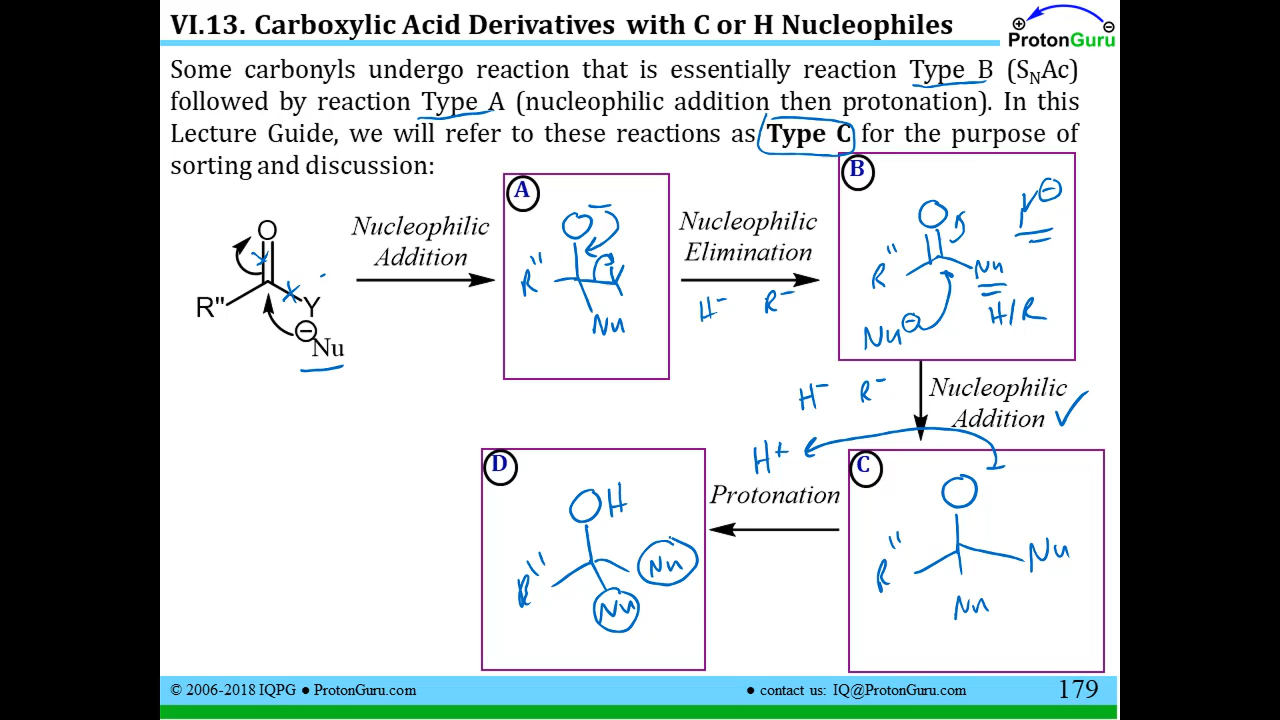 VI.13. Carboxylic Acid Derivatives with C or H Nucleophiles
ProtonGuru
Some carbonyls undergo reaction that is essentially reaction Type B (SNAc)
followed by reaction Type A (nucleophilic addition then protonation). In this
Lecture Guide, we will refer to these reactions as Type C for the purpose of
sorting and discussion:
O
R"
Y
Nu
Nucleophilic
Addition
A
O
R"
Y
Nu
Nucleophilic
Elimination
H⁻ R⁻
B
O
R"
Nu
H/R
Nu⊖
Y⊖
H⁻ R⁻
Nucleophilic
Addition
C
O
R"
Nu
Nu
H+
Protonation
D
OH
R"
Nu
Nu
© 2006-2018 IQPG ● ProtonGuru.com
● contact us: IQ@ProtonGuru.com
179